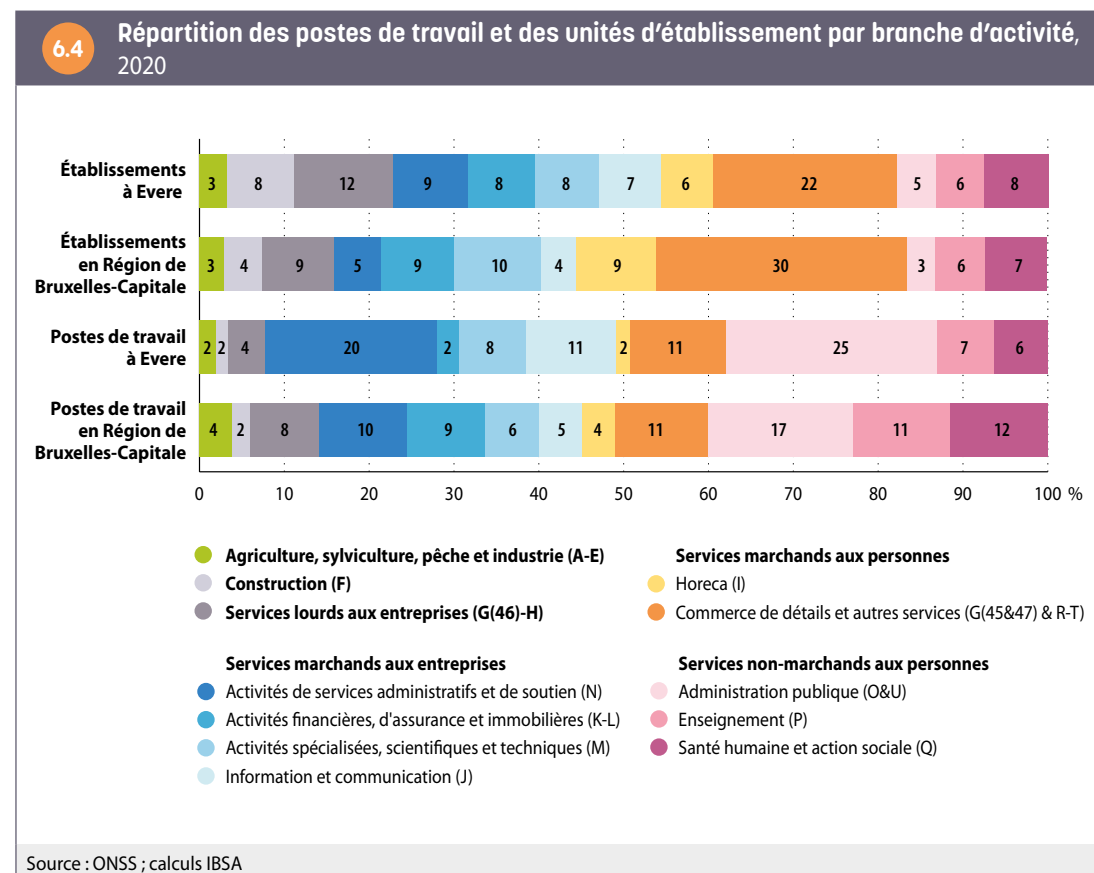 6.4
Répartition des postes de travail et des unités d'établissement par branche d'activité,
2020
Établissements
à Evere
3 8 12 9 8 8 7 6 22 5 6 8
Établissements
en Région de
Bruxelles-Capitale
3 4 9 5 9 10 4 9 30 3 6 7
Postes de travail
à Evere
2 2 4 20 2 8 11 2 11 25 7 6
Postes de travail
en Région de
Bruxelles-Capitale
4 2 8 10 9 6 5 4 11 17 11 12
0 10 20 30 40 50 60 70 80 90 100 %
Agriculture, sylviculture, pêche et industrie (A-E)
Construction (F)
Services lourds aux entreprises (G(46)-H)
Services marchands aux entreprises
Activités de services administratifs et de soutien (N)
Activités financières, d'assurance et immobilières (K-L)
Activités spécialisées, scientifiques et techniques (M)
Information et communication (J)
Services marchands aux personnes
Horeca (I)
Commerce de détails et autres services (G(45&47) & R-T)
Services non-marchands aux personnes
Administration publique (O&U)
Enseignement (P)
Santé humaine et action sociale (Q)
Source : ONSS ; calculs IBSA